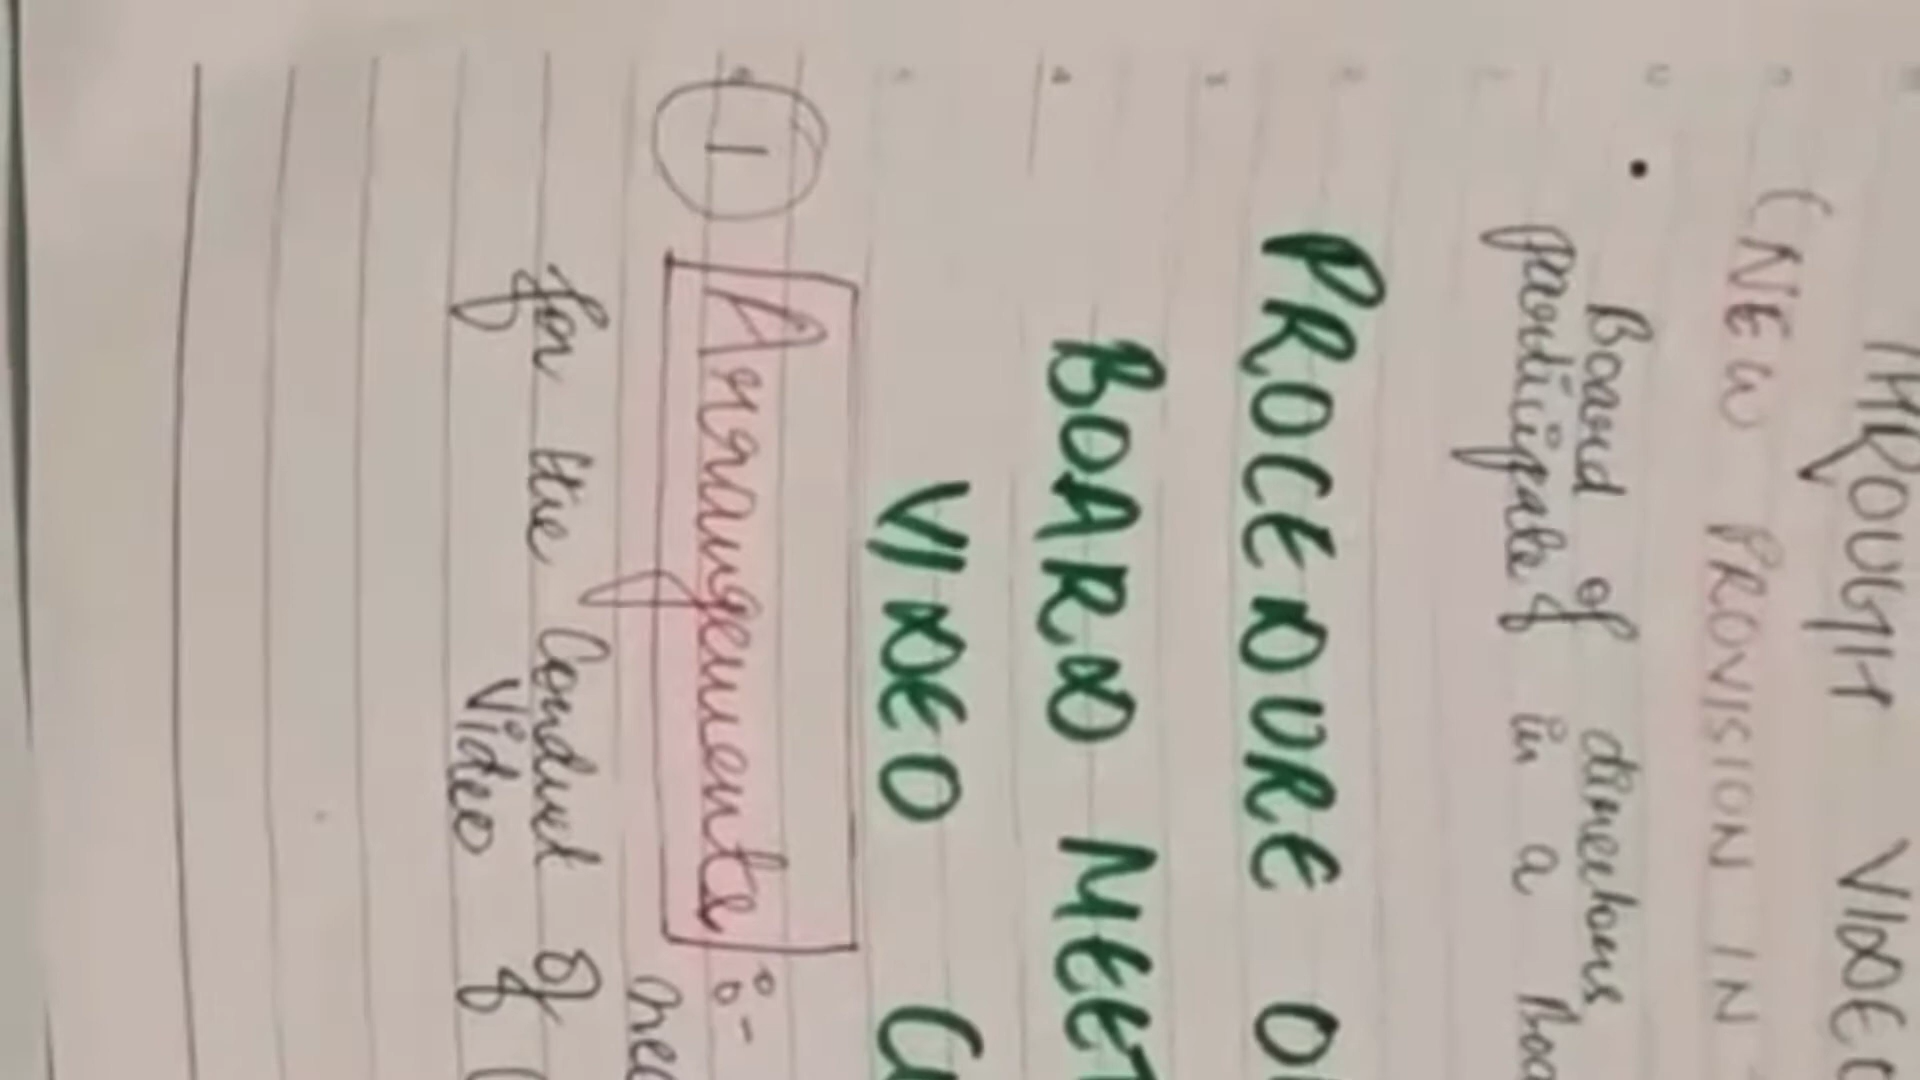 THROUGH VIDEO
(NEW PROVISION IN
• Board of directors
participate & in a
PROCEDURE O
BOARD MEET
VIDEO C
1 Arrangements :-
for the Conduct of
Video &